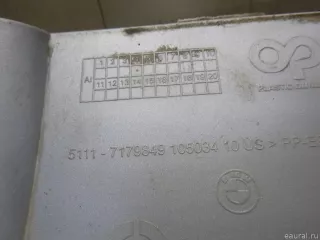 AI 1 2 3 4 5 6 7 8 9 10
11 12 13 14 15 16 17 18 19 20
5111 - 7179849 105034 10 US > PP-E
© eaural.ru